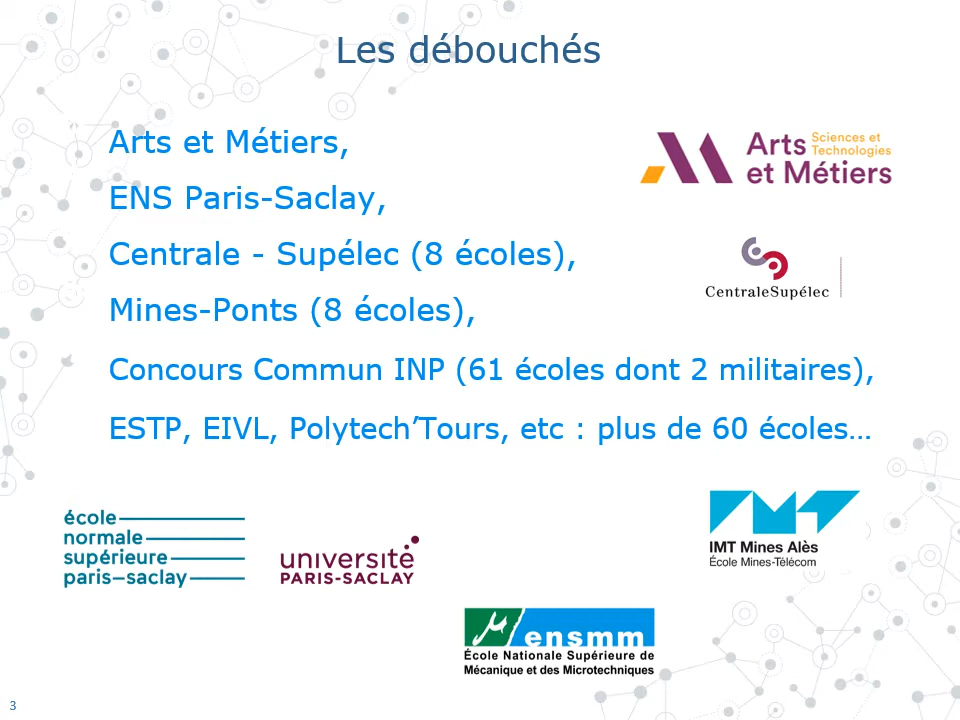 Les débouchés
Arts et Métiers,
ENS Paris-Saclay,
Centrale - Supélec (8 écoles),
Mines-Ponts (8 écoles),
Concours Commun INP (61 écoles dont 2 militaires),
ESTP, EIVL, Polytech’Tours, etc : plus de 60 écoles…
Arts Sciences et
Technologies
et Métiers
CentraleSupélec
école
normale
supérieure
paris–saclay
université
PARIS-SACLAY
IMT Mines Alès
École Mines-Télécom
µ ensmm
École Nationale Supérieure de
Mécanique et des Microtechniques
3